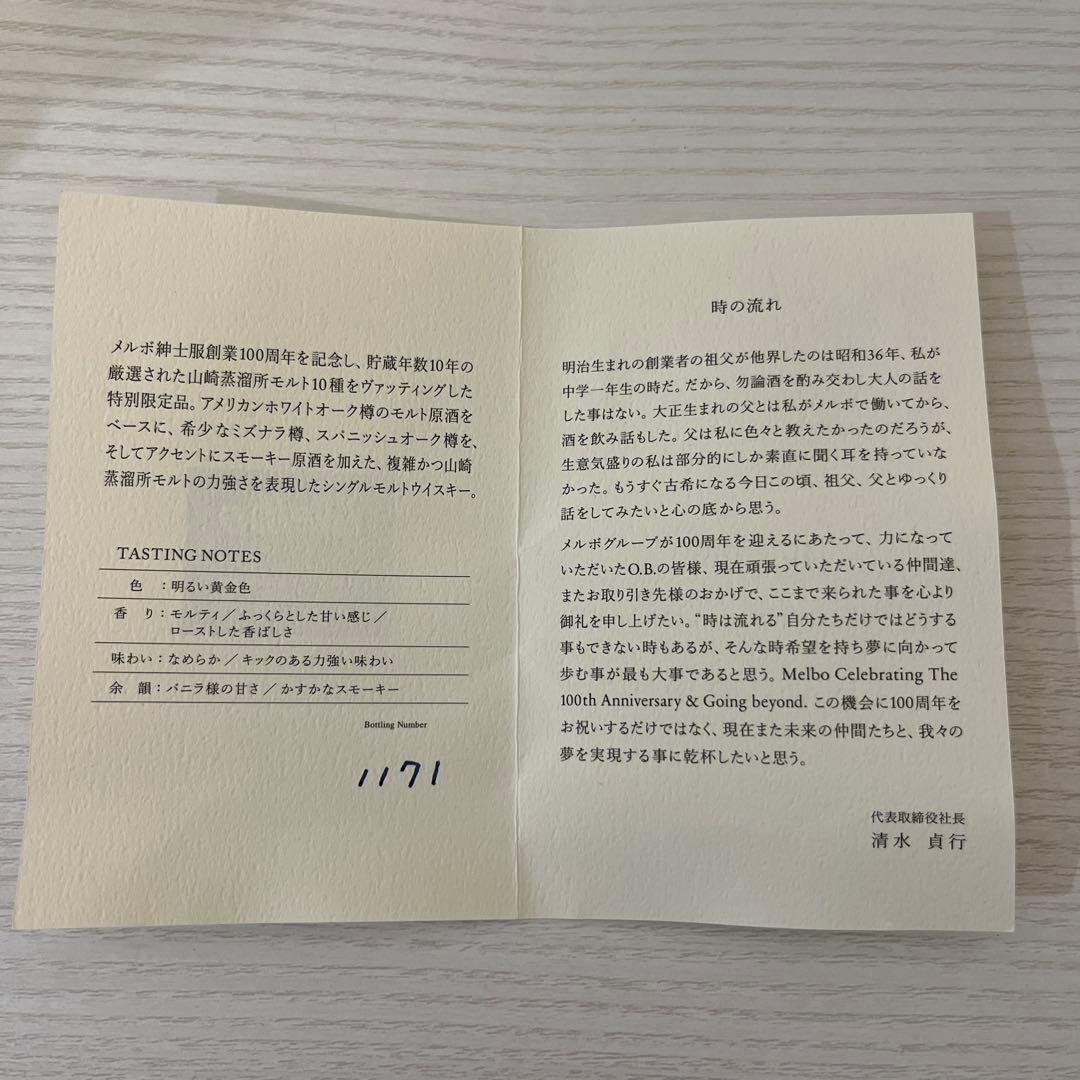 メルボ紳士服創業100周年を記念し、貯蔵年数10年の
厳選された山崎蒸溜所モルト10種をヴァッティングした
特別限定品。アメリカンホワイトオーク樽のモルト原酒を
ベースに、希少なミズナラ樽、スパニッシュオーク樽を、
そしてアクセントにスモーキー原酒を加えた、複雑かつ山崎
蒸溜所モルトの力強さを表現したシングルモルトウイスキー。
TASTING NOTES
色　：明るい黄金色
香　り：モルティ／ふっくらとした甘い感じ／
ローストした香ばしさ
味わい：なめらか／キックのある力強い味わい
余　韻：バニラ様の甘さ／かすかなスモーキー
Bottling Number
1171
時の流れ
明治生まれの創業者の祖父が他界したのは昭和36年、私が
中学一年生の時だ。だから、勿論酒を酌み交わし大人の話を
した事はない。大正生まれの父とは私がメルボで働いてから、
酒を飲み話もした。父は私に色々と教えたかったのだろうが、
生意気盛りの私は部分的にしか素直に聞く耳を持っていな
かった。もうすぐ古希になる今日この頃、祖父、父とゆっくり
話をしてみたいと心の底から思う。
メルボグループが100周年を迎えるにあたって、力になって
いただいたO.B.の皆様、現在頑張っていただいている仲間達、
またお取り引き先様のおかげで、ここまで来られた事を心より
御礼を申し上げたい。“時は流れる”自分たちだけではどうする
事もできない時もあるが、そんな時希望を持ち夢に向かって
歩む事が最も大事であると思う。Melbo Celebrating The
100th Anniversary & Going beyond. この機会に100周年を
お祝いするだけではなく、現在また未来の仲間たちと、我々の
夢を実現する事に乾杯したいと思う。
代表取締役社長
清水　貞行